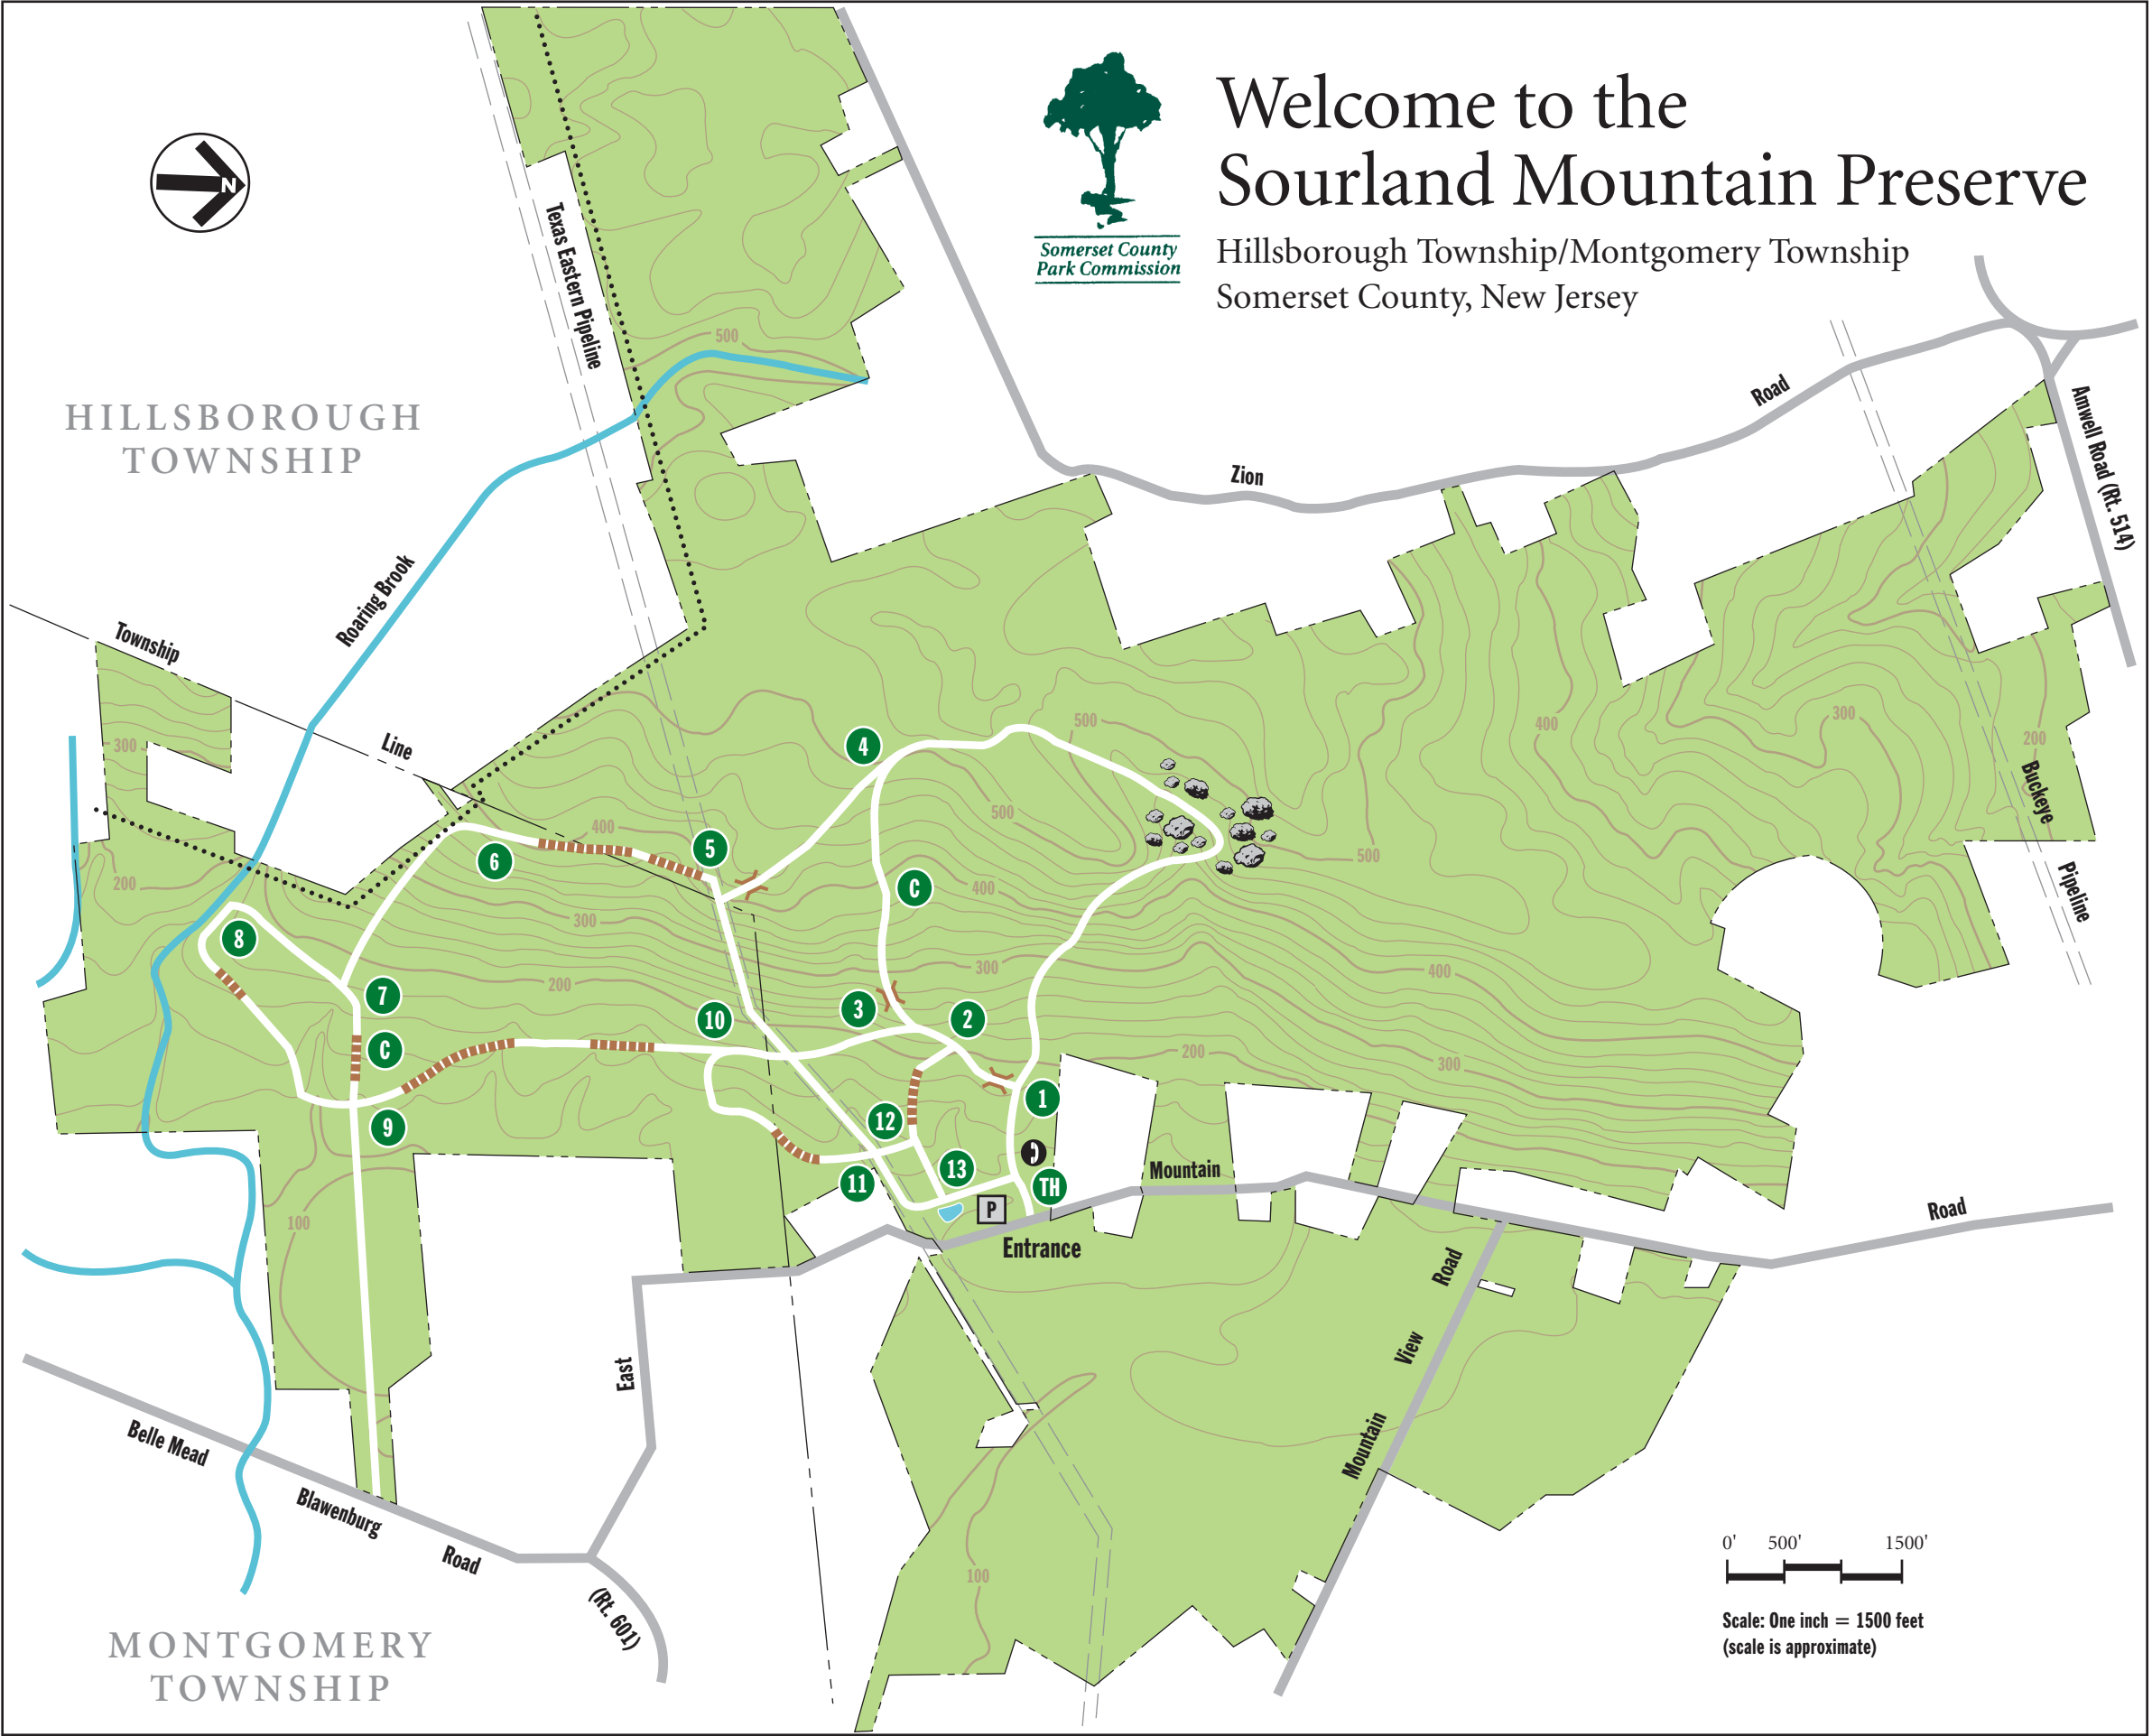 Welcome to the
Sourland Mountain Preserve
Hillsborough Township/Montgomery Township
Somerset County, New Jersey
Somerset County
Park Commission
N
HILLSBOROUGH
TOWNSHIP
Texas Eastern Pipeline
500
Roaring Brook
Zion
Road
Amwell Road (Rt. 514)
Township
Line
300
200
4
500
500
500
400
300
200
Buckeye
Pipeline
400
5
6
C
400
300
8
7
200
300
400
10
3
2
C
200
300
9
12
1
11
13
TH
P
Entrance
Mountain
Road
100
East
Road
View
Mountain
Belle Mead
Blawenburg
Road
(Rt. 601)
100
MONTGOMERY
TOWNSHIP
0' 500' 1500'
Scale: One inch = 1500 feet
(scale is approximate)